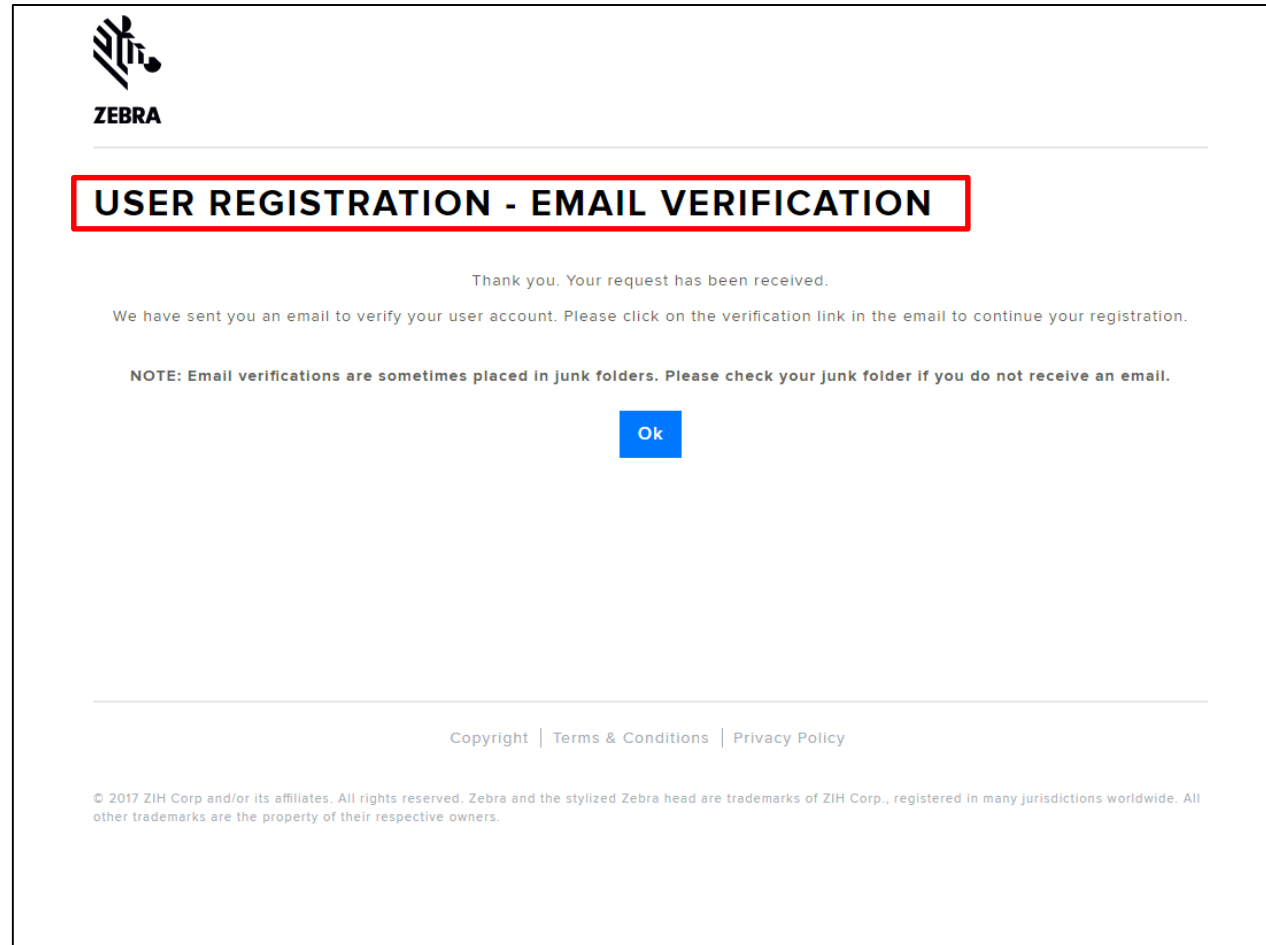 ZEBRA
USER REGISTRATION - EMAIL VERIFICATION
Thank you. Your request has been received.
We have sent you an email to verify your user account. Please click on the verification link in the email to continue your registration.
NOTE: Email verifications are sometimes placed in junk folders. Please check your junk folder if you do not receive an email.
Ok
Copyright | Terms & Conditions | Privacy Policy
© 2017 ZIH Corp and/or its affiliates. All rights reserved. Zebra and the stylized Zebra head are trademarks of ZIH Corp., registered in many jurisdictions worldwide. All
other trademarks are the property of their respective owners.